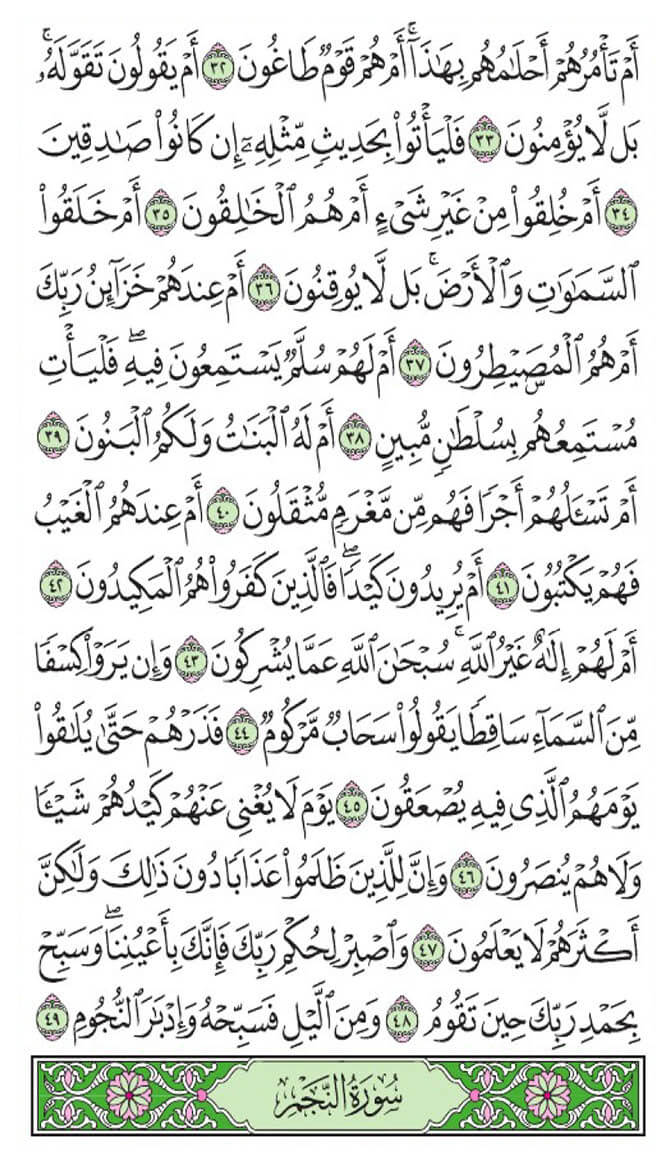 أَمۡ تَأۡمُرُهُمۡ أَحۡلَٰمُهُم بِهَٰذَآۚ أَمۡ هُمۡ قَوۡمٞ طَاغُونَ ٣٢ أَمۡ يَقُولُونَ تَقَوَّلَهُۥۚ
بَل لَّا يُؤۡمِنُونَ ٣٣ فَلۡيَأۡتُواْ بِحَدِيثٖ مِّثۡلِهِۦٓ إِن كَانُواْ صَٰدِقِينَ
٣٤ أَمۡ خُلِقُواْ مِنۡ غَيۡرِ شَيۡءٍ أَمۡ هُمُ ٱلۡخَٰلِقُونَ ٣٥ أَمۡ خَلَقُواْ
ٱلسَّمَٰوَٰتِ وَٱلۡأَرۡضَۚ بَل لَّا يُوقِنُونَ ٣٦ أَمۡ عِندَهُمۡ خَزَآئِنُ رَبِّكَ
أَمۡ هُمُ ٱلۡمُصَۜيۡطِرُونَ ٣٧ أَمۡ لَهُمۡ سُلَّمٞ يَسۡتَمِعُونَ فِيهِۖ فَلۡيَأۡتِ
مُسۡتَمِعُهُم بِسُلۡطَٰنٖ مُّبِينٍ ٣٨ أَمۡ لَهُ ٱلۡبَنَٰتُ وَلَكُمُ ٱلۡبَنُونَ ٣٩
أَمۡ تَسۡـَٔلُهُمۡ أَجۡرٗا فَهُم مِّن مَّغۡرَمٖ مُّثۡقَلُونَ ٤٠ أَمۡ عِندَهُمُ ٱلۡغَيۡبُ
فَهُمۡ يَكۡتُبُونَ ٤١ أَمۡ يُرِيدُونَ كَيۡدٗاۖ فَٱلَّذِينَ كَفَرُواْ هُمُ ٱلۡمَكِيدُونَ ٤٢
أَمۡ لَهُمۡ إِلَٰهٌ غَيۡرُ ٱللَّهِۚ سُبۡحَٰنَ ٱللَّهِ عَمَّا يُشۡرِكُونَ ٤٣ وَإِن يَرَوۡاْ كِسۡفٗا
مِّنَ ٱلسَّمَآءِ سَاقِطٗا يَقُولُواْ سَحَابٞ مَّرۡكُومٞ ٤٤ فَذَرۡهُمۡ حَتَّىٰ يُلَٰقُواْ
يَوۡمَهُمُ ٱلَّذِي فِيهِ يُصۡعَقُونَ ٤٥ يَوۡمَ لَا يُغۡنِي عَنۡهُمۡ كَيۡدُهُمۡ شَيۡـٔٗا
وَلَا هُمۡ يُنصَرُونَ ٤٦ وَإِنَّ لِلَّذِينَ ظَلَمُواْ عَذَابٗا دُونَ ذَٰلِكَ وَلَٰكِنَّ
أَكۡثَرَهُمۡ لَا يَعۡلَمُونَ ٤٧ وَٱصۡبِرۡ لِحُكۡمِ رَبِّكَ فَإِنَّكَ بِأَعۡيُنِنَاۖ وَسَبِّحۡ
بِحَمۡدِ رَبِّكَ حِينَ تَقُومُ ٤٨ وَمِنَ ٱلَّيۡلِ فَسَبِّحۡهُ وَإِدۡبَٰرَ ٱلنُّجُومِ ٤٩
سُورَةُ النَّجۡمِ